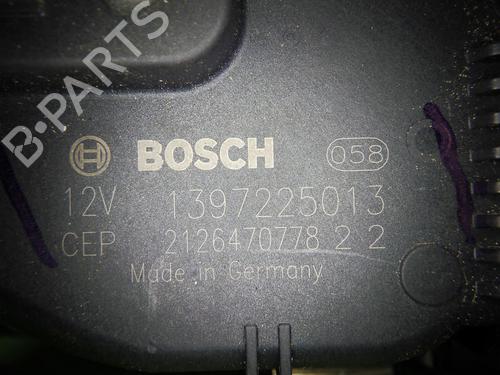 B-PARTS
BOSCH 058
12V 1397225013
CEP 2126470778 2 2
Made in Germany